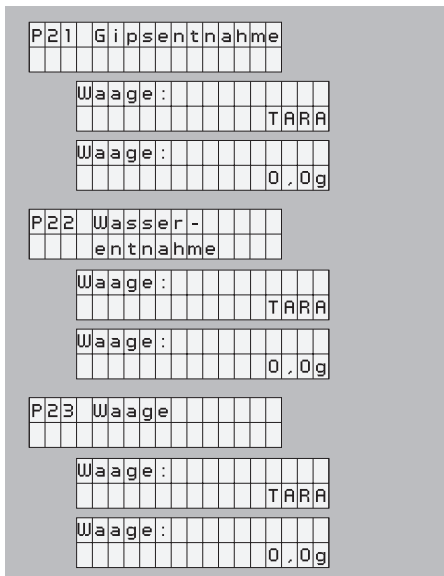 P21 Gipsentnahme
Waage:
TARA
Waage:
0,0g
P22 Wasser-
entnahme
Waage:
TARA
Waage:
0,0g
P23 Waage
Waage:
TARA
Waage:
0,0g